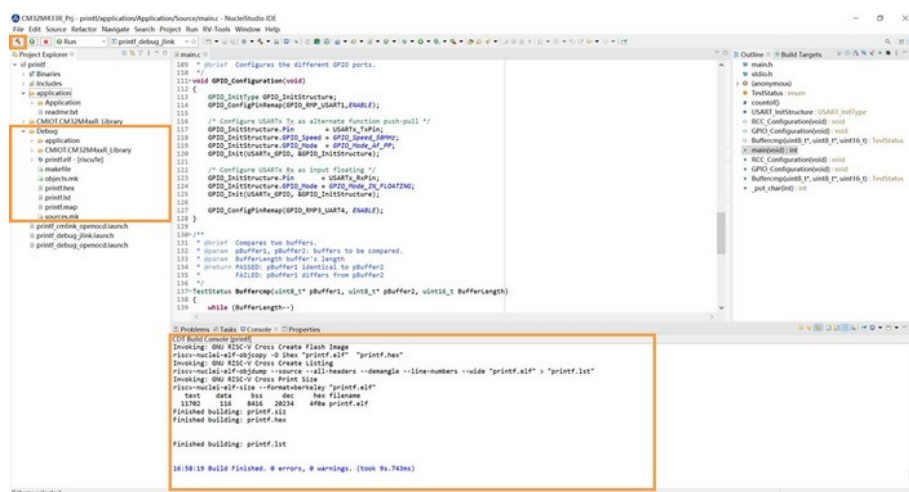 CM32M433R_Prj - printf/application/Application/Source/main.c - NucleiStudio IDE
File Edit Source Refactor Navigate Search Project Run RV-Tools Window Help
Run
printf_debug_jlink
Project Explorer
printf
Binaries
Includes
application
Application
readme.txt
CMIOT.CM32M4xxR_Library
Debug
application
CMIOT.CM32M4xxR_Library
printf.elf - [riscv/le]
makefile
objects.mk
printf.hex
printf.lst
printf.map
sources.mk
printf_cmlink_openocd.launch
printf_debug_jlink.launch
printf_debug_openocd.launch
main.c
109 * @brief Configures the different GPIO ports.
110 */
111 void GPIO_Configuration(void)
112 {
113 GPIO_InitType GPIO_InitStructure;
114 GPIO_ConfigPinRemap(GPIO_RMP_USART1,ENABLE);
115
116 /* Configure USARTx Tx as alternate function push-pull */
117 GPIO_InitStructure.Pin = USARTx_TxPin;
118 GPIO_InitStructure.GPIO_Speed = GPIO_Speed_50MHz;
119 GPIO_InitStructure.GPIO_Mode = GPIO_Mode_AF_PP;
120 GPIO_Init(USARTx_GPIO, &GPIO_InitStructure);
121
122 /* Configure USARTx Rx as input floating */
123 GPIO_InitStructure.Pin = USARTx_RxPin;
124 GPIO_InitStructure.GPIO_Mode = GPIO_Mode_IN_FLOATING;
125 GPIO_Init(USARTx_GPIO, &GPIO_InitStructure);
126
127 GPIO_ConfigPinRemap(GPIO_RMP3_UART4, ENABLE);
128 }
129
130 /**
131 * @brief Compares two buffers.
132 * @param pBuffer1, pBuffer2: buffers to be compared.
133 * @param BufferLength buffer's length
134 * @return PASSED: pBuffer1 identical to pBuffer2
135 * FAILED: pBuffer1 differs from pBuffer2
136 */
137 TestStatus Buffercmp(uint8_t* pBuffer1, uint8_t* pBuffer2, uint16_t BufferLength)
138 {
139 while (BufferLength--)
Outline Build Targets
main.h
stdio.h
(anonymous)
TestStatus : enum
countof()
USART_InitStructure : USART_InitType
RCC_Configuration(void) : void
GPIO_Configuration(void) : void
Buffercmp(uint8_t*, uint8_t*, uint16_t) : TestStatus
main(void) : int
RCC_Configuration(void) : void
GPIO_Configuration(void) : void
Buffercmp(uint8_t*, uint8_t*, uint16_t) : TestStatus
_put_char(int) : int
Problems Tasks Console Properties
CDT Build Console [printf]
Invoking: GNU RISC-V Cross Create Flash Image
riscv-nuclei-elf-objcopy -O ihex "printf.elf" "printf.hex"
Invoking: GNU RISC-V Cross Create Listing
riscv-nuclei-elf-objdump --source --all-headers --demangle --line-numbers --wide "printf.elf" > "printf.lst"
Invoking: GNU RISC-V Cross Print Size
riscv-nuclei-elf-size --format=berkeley "printf.elf"
text data bss dec hex filename
11702 116 8416 20234 4f0a printf.elf
Finished building: printf.siz
Finished building: printf.hex
Finished building: printf.lst
16:58:19 Build Finished. 0 errors, 0 warnings. (took 9s.743ms)